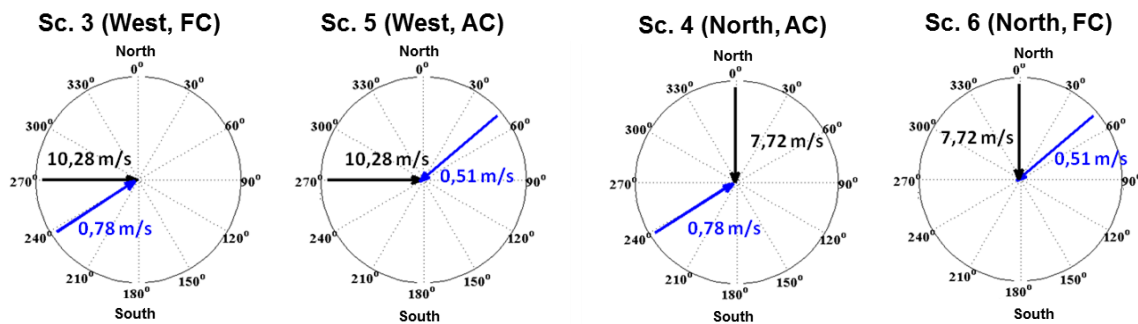 Sc. 3 (West, FC)
North
0°
30°
60°
90°
120°
150°
180°
210°
240°
270°
300°
330°
10,28 m/s
0,78 m/s
South
Sc. 5 (West, AC)
North
0°
30°
60°
90°
120°
150°
180°
210°
240°
270°
300°
330°
10,28 m/s
0,51 m/s
South
Sc. 4 (North, AC)
North
0°
30°
60°
90°
120°
150°
180°
210°
240°
270°
300°
330°
7,72 m/s
0,78 m/s
South
Sc. 6 (North, FC)
North
0°
30°
60°
90°
120°
150°
180°
210°
240°
270°
300°
330°
7,72 m/s
0,51 m/s
South